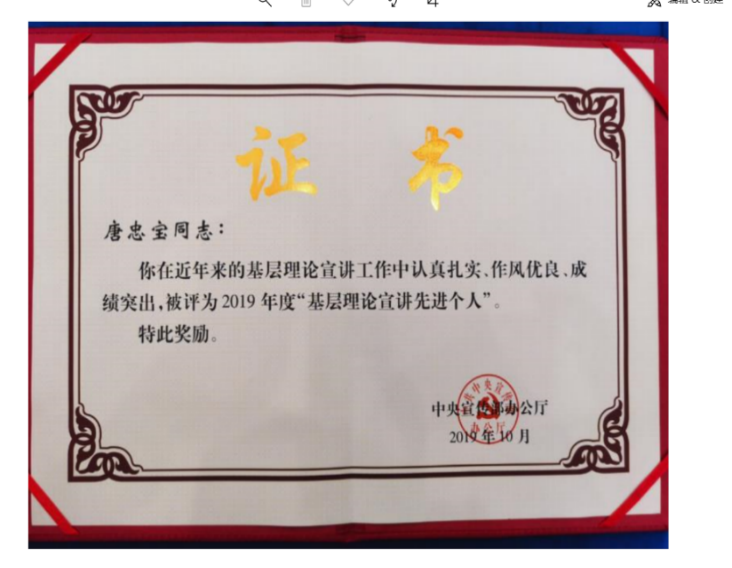 证 书
唐忠宝同志：
你在近年来的基层理论宣讲工作中认真扎实、作风优良、成
绩突出，被评为2019年度“基层理论宣讲先进个人”。
特此奖励。
中央宣传部办公厅
2019年10月